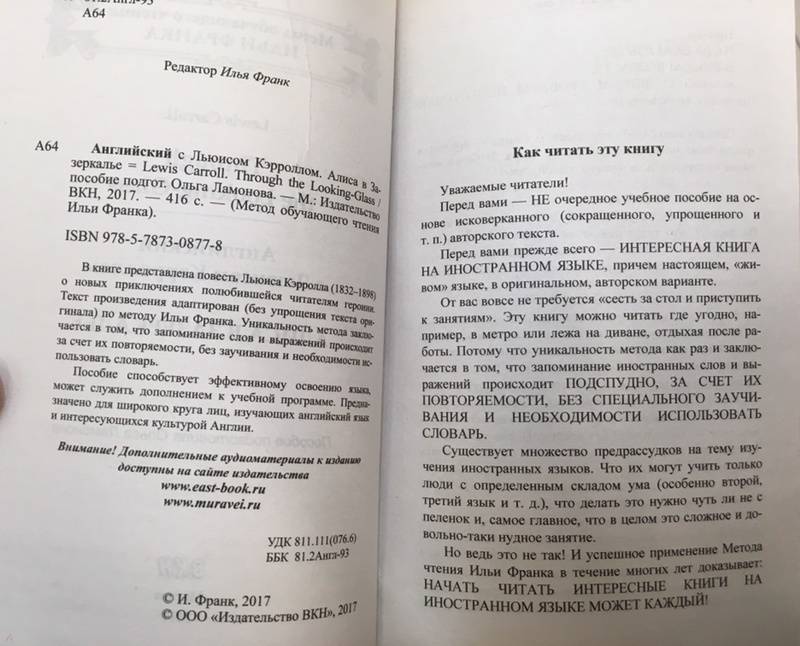 А64
Редактор Илья Франк
А64
Английский с Льюисом Кэрроллом. Алиса в За-
зеркалье = Lewis Carroll. Through the Looking-Glass /
пособие подгот. Ольга Ламонова. — М.: Издательство
ВКН, 2017. — 416 с. — (Метод обучающего чтения
Ильи Франка).
ISBN 978-5-7873-0877-8
В книге представлена повесть Льюиса Кэрролла (1832–1898)
о новых приключениях полюбившейся читателям героини.
Текст произведения адаптирован (без упрощения текста ори-
гинала) по методу Ильи Франка. Уникальность метода заклю-
чается в том, что запоминание слов и выражений происходит
за счет их повторяемости, без заучивания и необходимости ис-
пользовать словарь.
Пособие способствует эффективному освоению языка,
может служить дополнением к учебной программе. Предна-
значено для широкого круга лиц, изучающих английский язык
и интересующихся культурой Англии.
Внимание! Дополнительные аудиоматериалы к изданию
доступны на сайте издательства
www.east-book.ru
www.muravei.ru
УДК 811.111(076.6)
ББК 81.2Англ-93
© И. Франк, 2017
© ООО «Издательство ВКН», 2017
Как читать эту книгу
Уважаемые читатели!
Перед вами — НЕ очередное учебное пособие на ос-
нове исковерканного (сокращенного, упрощенного и
т. п.) авторского текста.
Перед вами прежде всего — ИНТЕРЕСНАЯ КНИГА
НА ИНОСТРАННОМ ЯЗЫКЕ, причем настоящем, «жи-
вом» языке, в оригинальном, авторском варианте.
От вас вовсе не требуется «сесть за стол и приступить
к занятиям». Эту книгу можно читать где угодно, на-
пример, в метро или лежа на диване, отдыхая после ра-
боты. Потому что уникальность метода как раз и заклю-
чается в том, что запоминание иностранных слов и вы-
ражений происходит ПОДСПУДНО, ЗА СЧЕТ ИХ
ПОВТОРЯЕМОСТИ, БЕЗ СПЕЦИАЛЬНОГО ЗАУЧИ-
ВАНИЯ И НЕОБХОДИМОСТИ ИСПОЛЬЗОВАТЬ
СЛОВАРЬ.
Существует множество предрассудков на тему изу-
чения иностранных языков. Что их могут учить только
люди с определенным складом ума (особенно второй,
третий язык и т. д.), что делать это нужно чуть ли не с
пеленок и, самое главное, что в целом это сложное и до-
вольно-таки нудное занятие.
Но ведь это не так! И успешное применение Метода
чтения Ильи Франка в течение многих лет доказывает:
НАЧАТЬ ЧИТАТЬ ИНТЕРЕСНЫЕ КНИГИ НА
ИНОСТРАННОМ ЯЗЫКЕ МОЖЕТ КАЖДЫЙ!